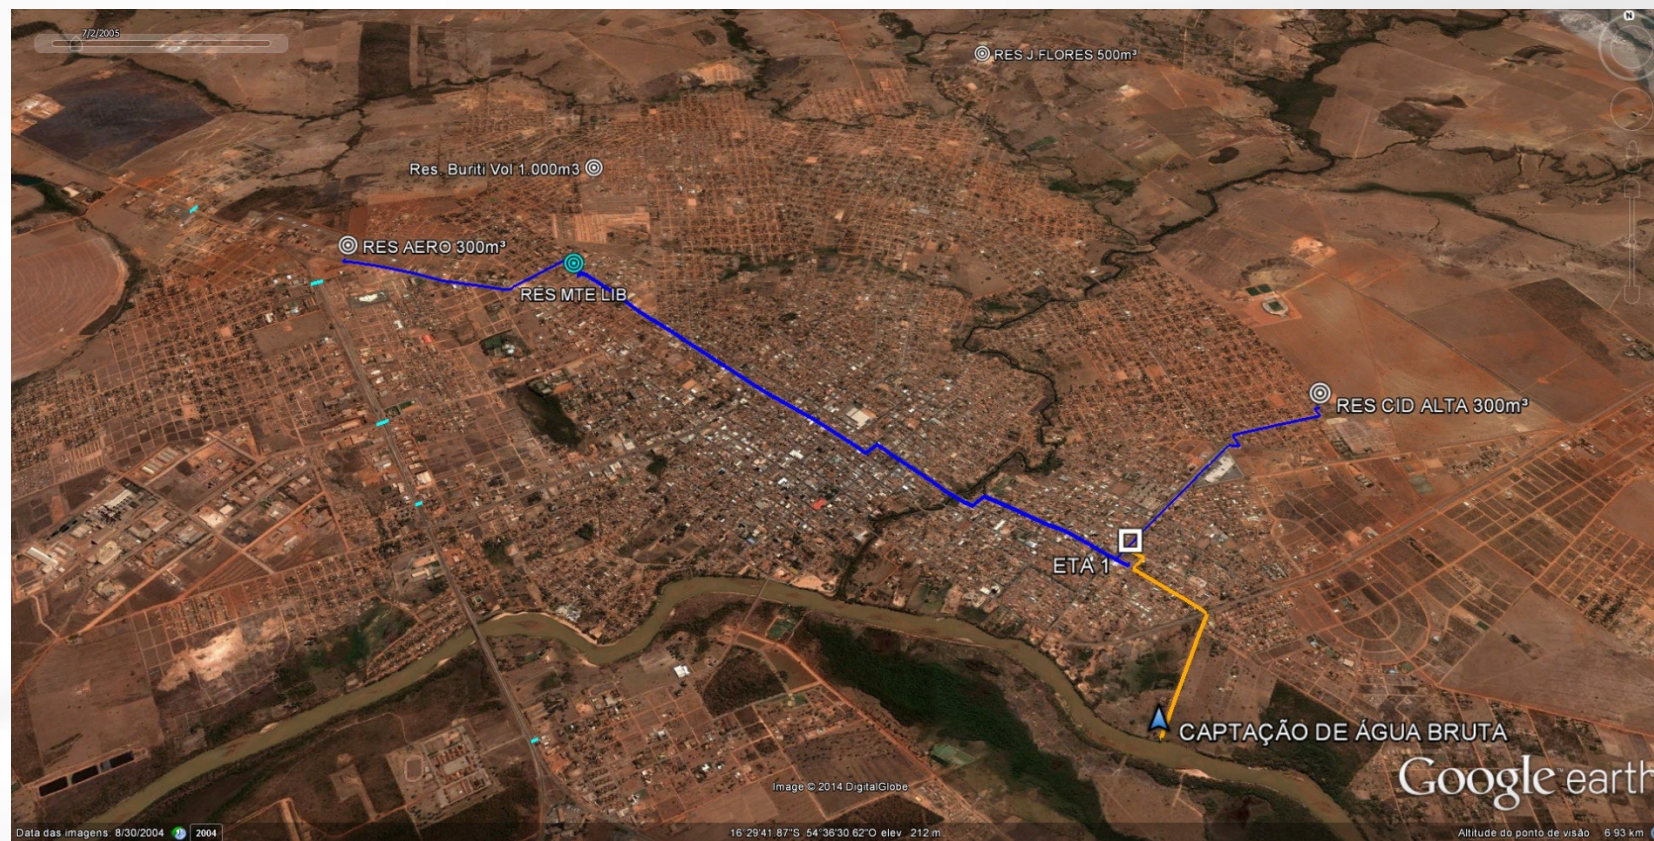 7/2/2005
N
RES J.FLORES 500m³
Res. Buriti Vol 1.000m3
RES AERO 300m³
RES MTE LIB
RES CID ALTA 300m³
ETA 1
CAPTAÇÃO DE ÁGUA BRUTA
Google earth
Image © 2014 DigitalGlobe
Data das imagens: 8/30/2004 2004
16°29'41.87"S 54°36'30.62"O elev 212 m
Altitude do ponto de visão 6.93 km